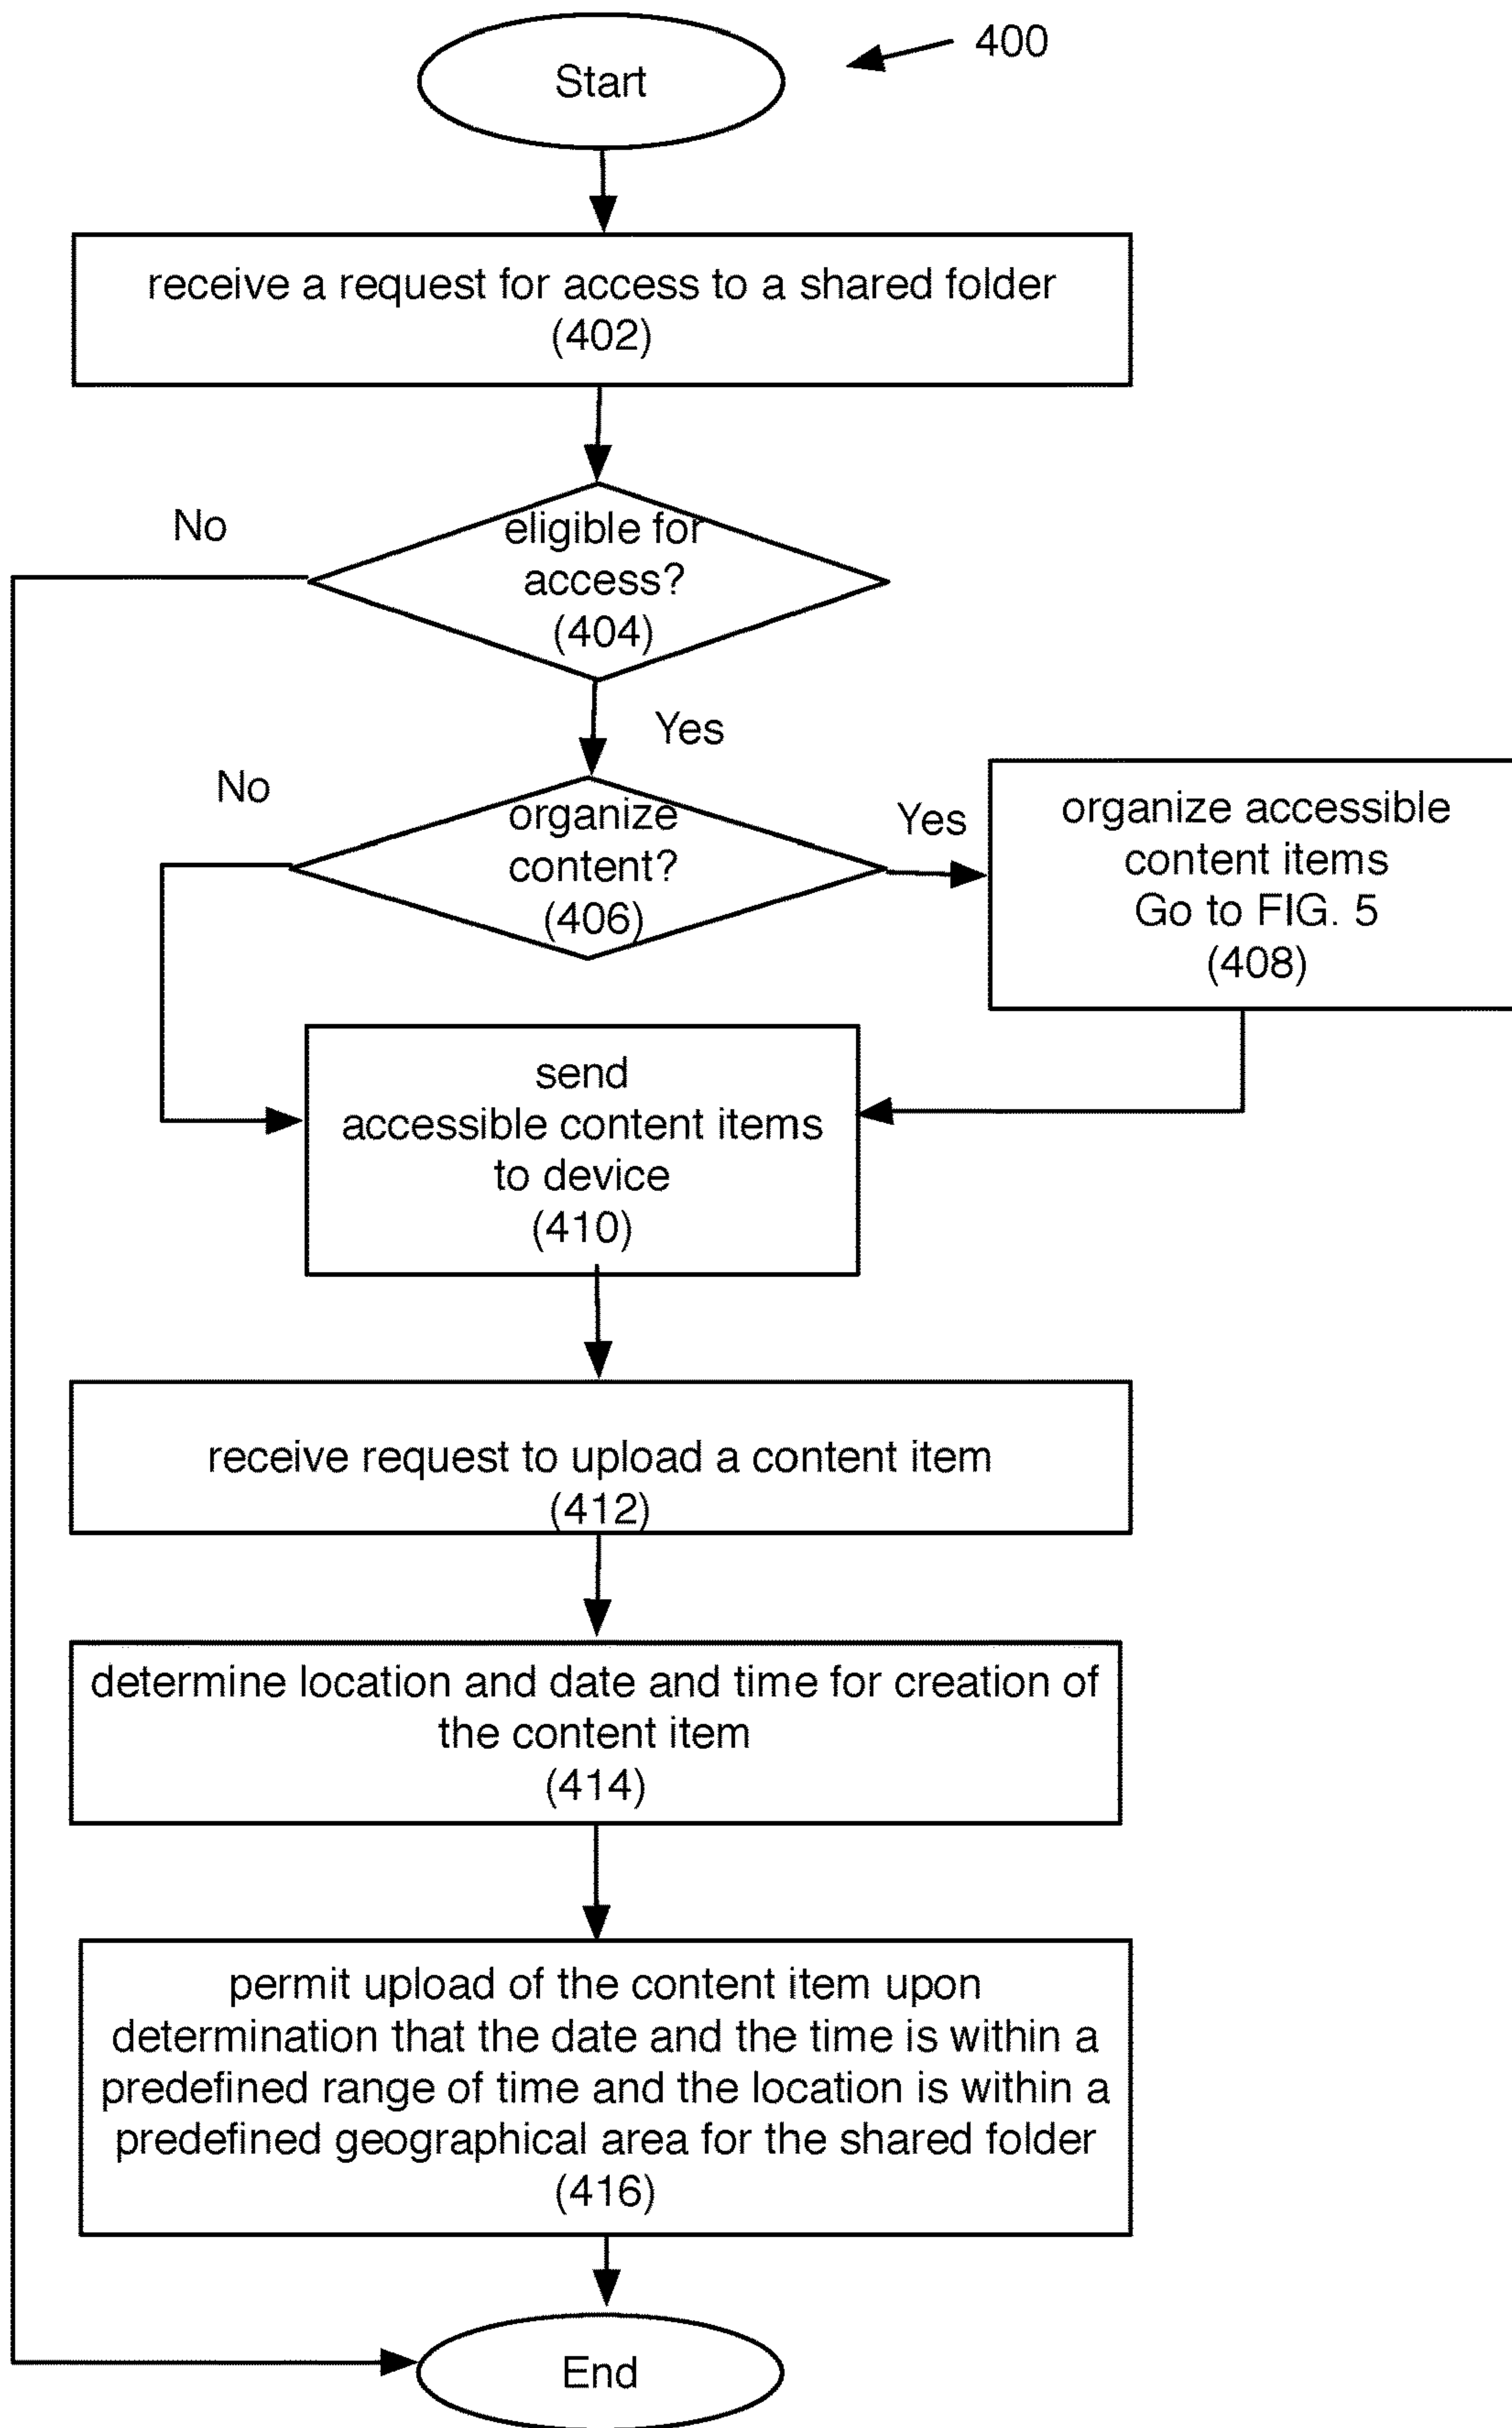 400
Start
receive a request for access to a shared folder
(402)
No
eligible for
access?
(404)
Yes
No
organize
content?
(406)
Yes
organize accessible
content items
Go to FIG. 5
(408)
send
accessible content items
to device
(410)
receive request to upload a content item
(412)
determine location and date and time for creation of
the content item
(414)
permit upload of the content item upon
determination that the date and the time is within a
predefined range of time and the location is within a
predefined geographical area for the shared folder
(416)
End